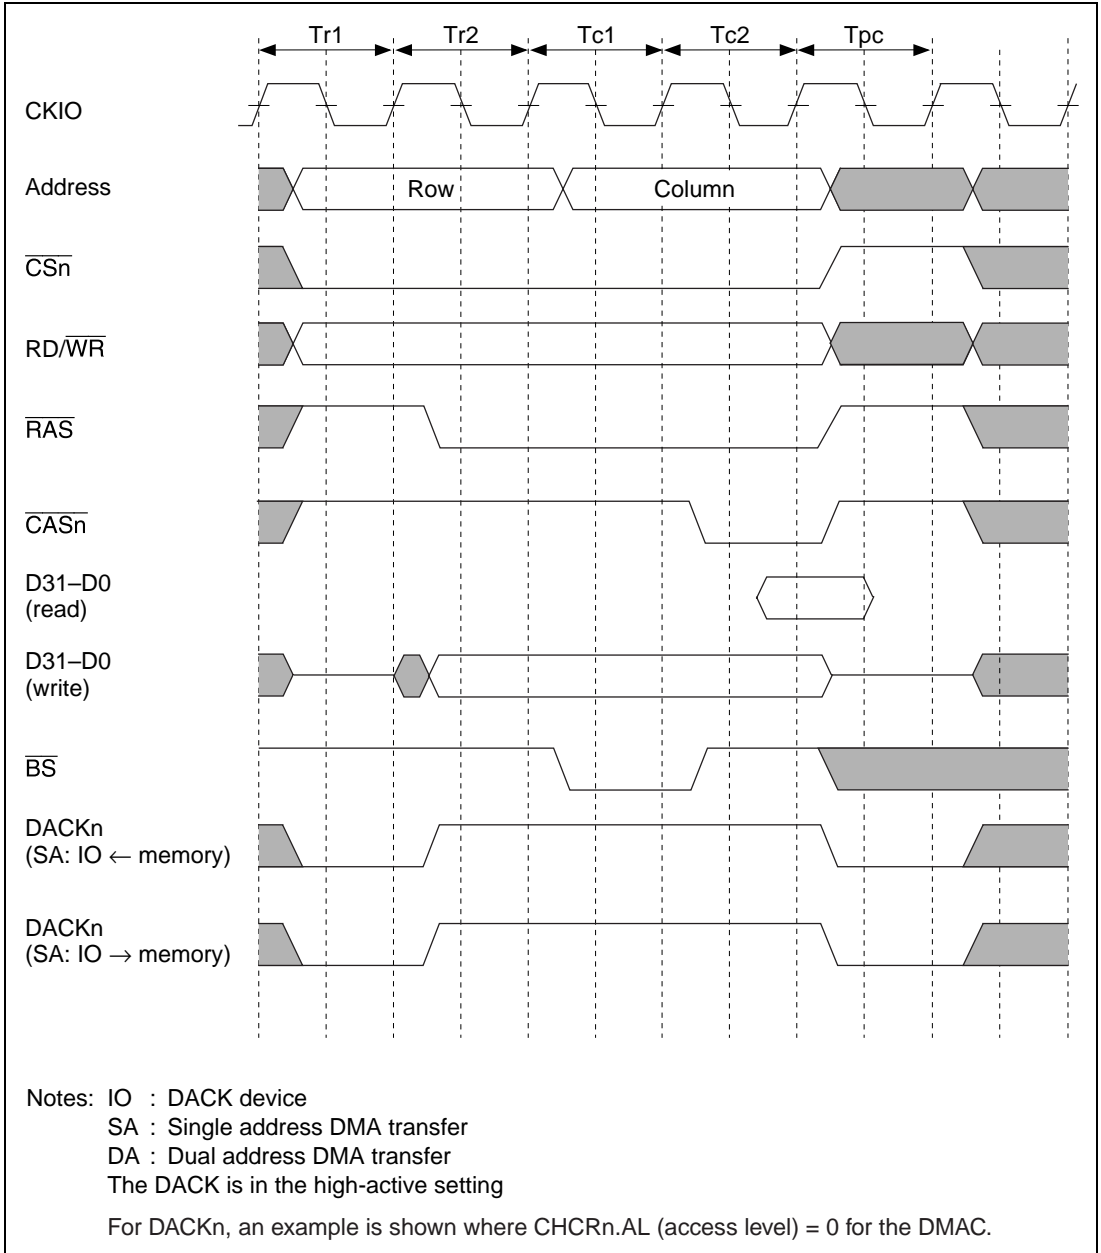 Tr1 Tr2 Tc1 Tc2 Tpc
CKIO
Address Row Column
CSn
RD/WR
RAS
CASn
D31–D0
(read)
D31–D0
(write)
BS
DACKn
(SA: IO ← memory)
DACKn
(SA: IO → memory)
Notes: IO : DACK device
SA : Single address DMA transfer
DA : Dual address DMA transfer
The DACK is in the high-active setting
For DACKn, an example is shown where CHCRn.AL (access level) = 0 for the DMAC.